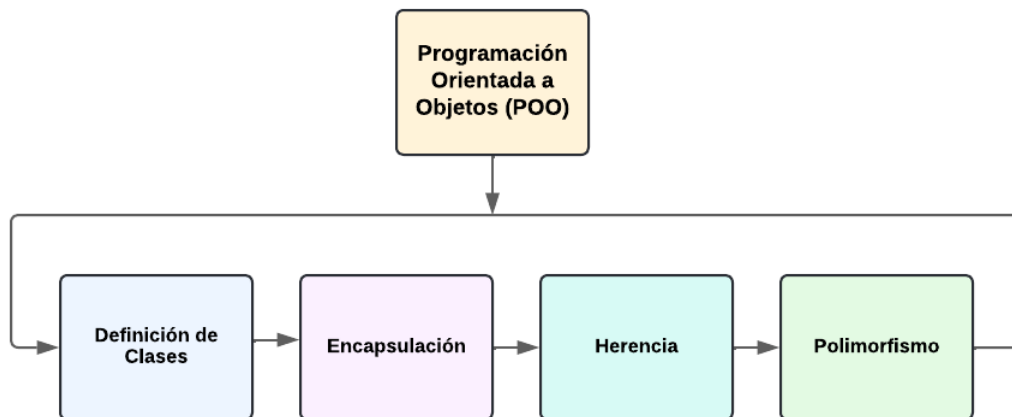 Programación
Orientada a
Objetos (POO)
Definición de
Clases
Encapsulación
Herencia
Polimorfismo